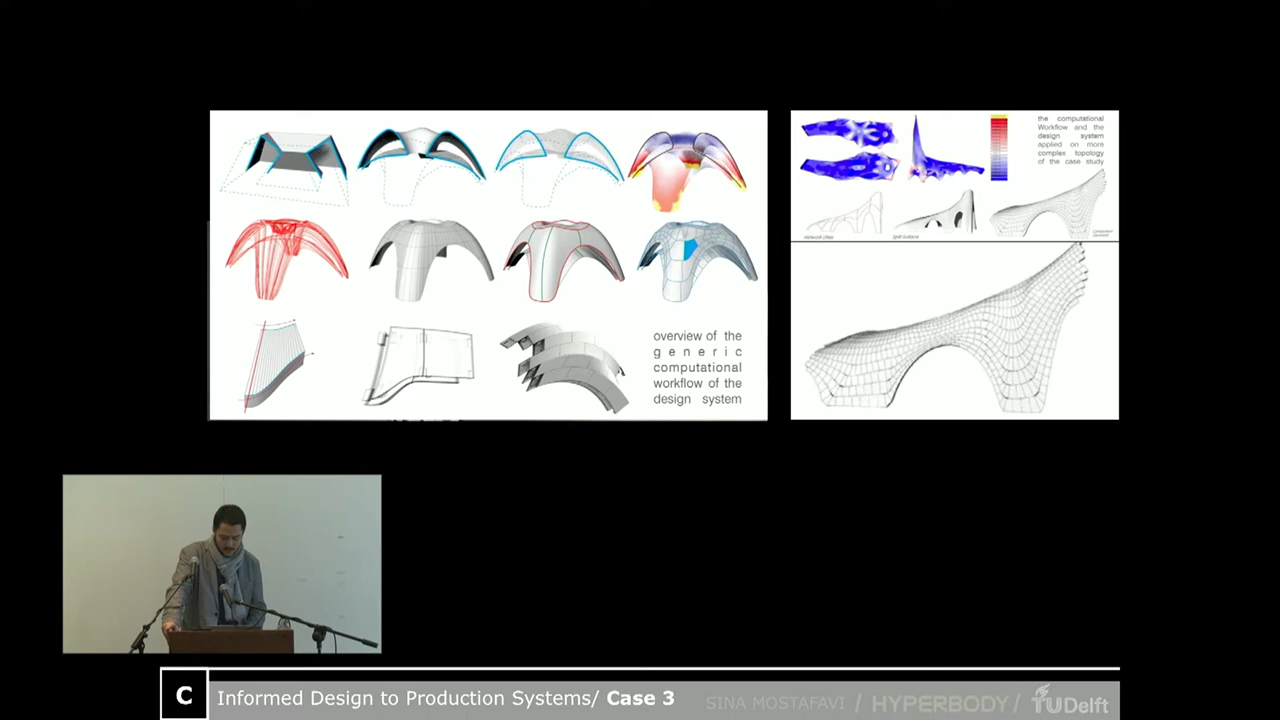 overview of the
generic
computational
workflow of the
design system
the computational
Workflow and the
design system
applied on more
complex topology
of the case study
C
Informed Design to Production Systems/ Case 3
SINA MOSTAFAVI / HYPERBODY / TUDelft